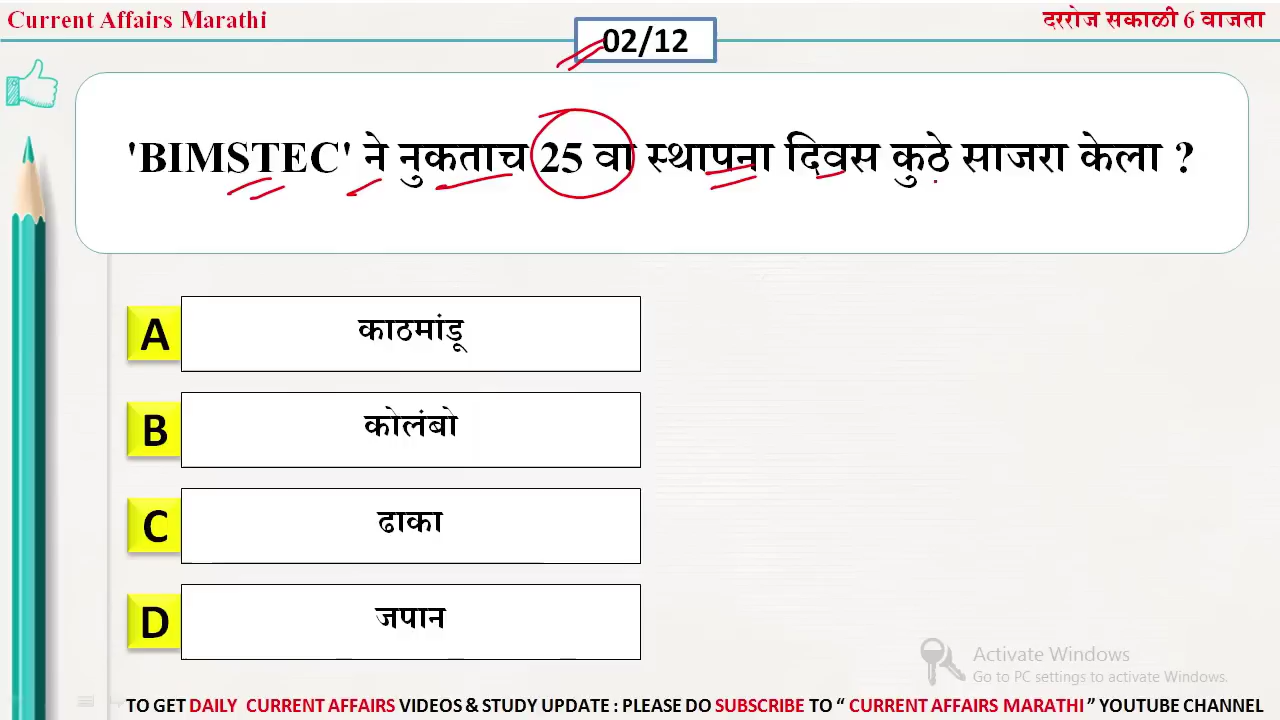 Current Affairs Marathi
दररोज सकाळी 6 वाजता
02/12
'BIMSTEC' ने नुकताच 25 वा स्थापना दिवस कुठे साजरा केला ?
A काठमांडू
B कोलंबो
C ढाका
D जपान
Activate Windows
Go to PC settings to activate Windows.
TO GET DAILY CURRENT AFFAIRS VIDEOS & STUDY UPDATE : PLEASE DO SUBSCRIBE TO “ CURRENT AFFAIRS MARATHI ” YOUTUBE CHANNEL